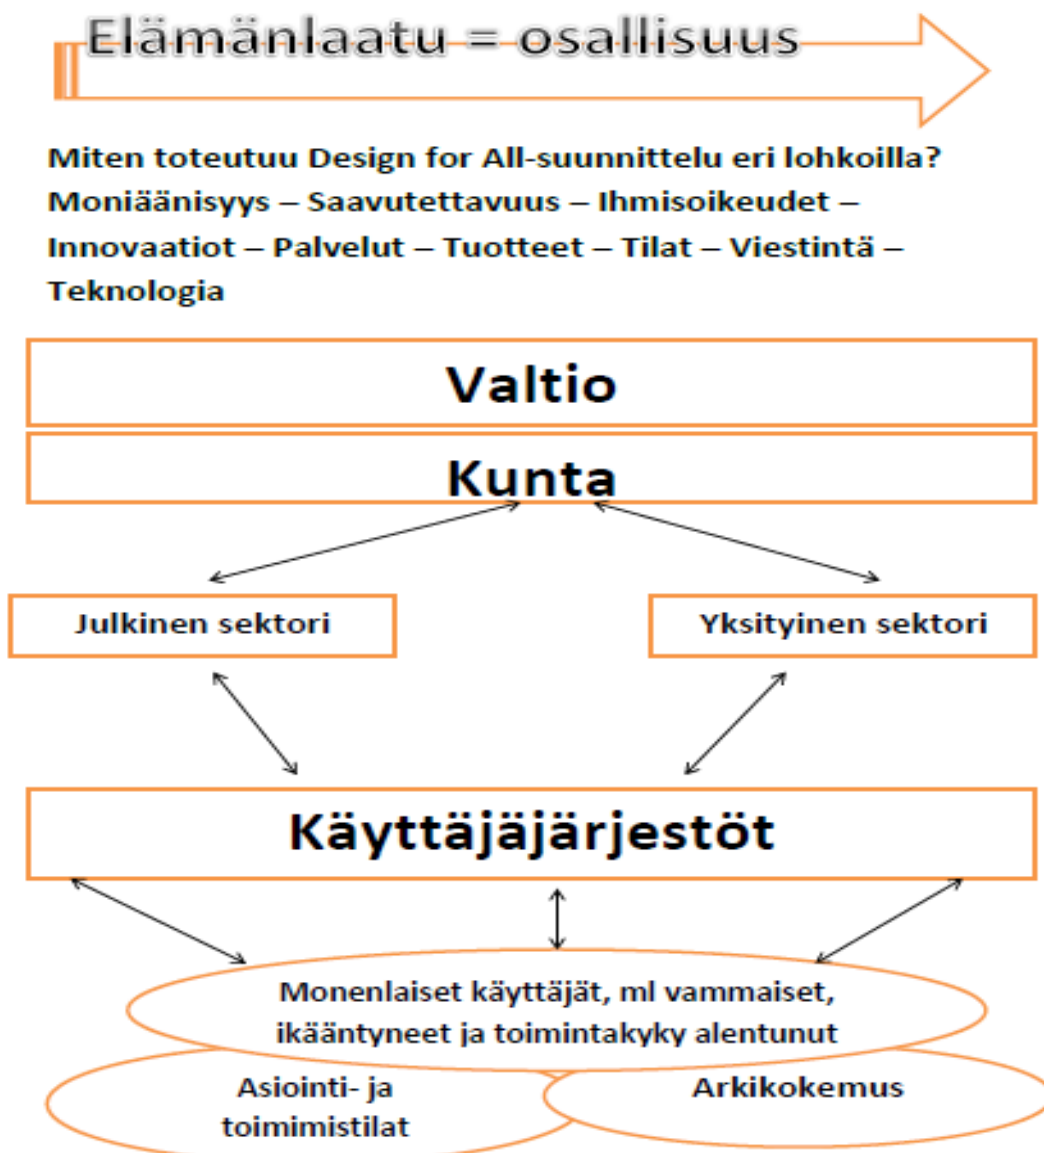 Elämänlaatu = osallisuus
Miten toteutuu Design for All-suunnittelu eri lohkoilla?
Moniäänisyys – Saavutettavuus – Ihmisoikeudet –
Innovaatiot – Palvelut – Tuotteet – Tilat – Viestintä –
Teknologia
Valtio
Kunta
Julkinen sektori
Yksityinen sektori
Käyttäjäjärjestöt
Monenlaiset käyttäjät, ml vammaiset,
ikääntyneet ja toimintakyky alentunut
Asiointi- ja
toimimistilat
Arkikokemus